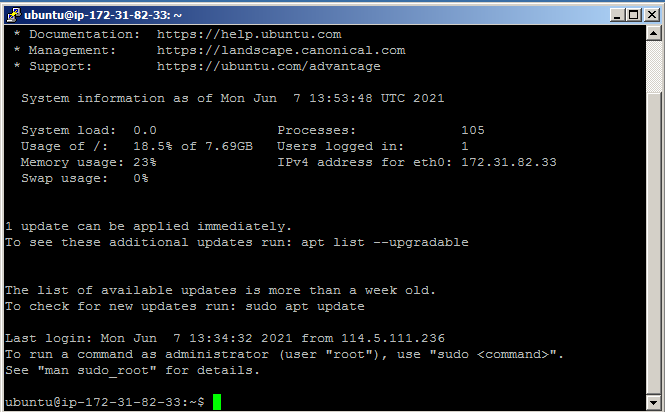 ubuntu@ip-172-31-82-33: ~
 * Documentation:  https://help.ubuntu.com
 * Management:     https://landscape.canonical.com
 * Support:        https://ubuntu.com/advantage
  System information as of Mon Jun  7 13:53:48 UTC 2021
  System load:  0.0                Processes:             105
  Usage of /:   18.5% of 7.69GB   Users logged in:       1
  Memory usage: 23%                IPv4 address for eth0: 172.31.82.33
  Swap usage:   0%
1 update can be applied immediately.
To see these additional updates run: apt list --upgradable
The list of available updates is more than a week old.
To check for new updates run: sudo apt update
Last login: Mon Jun  7 13:34:32 2021 from 114.5.111.236
To run a command as administrator (user "root"), use "sudo <command>".
See "man sudo_root" for details.
ubuntu@ip-172-31-82-33:~$